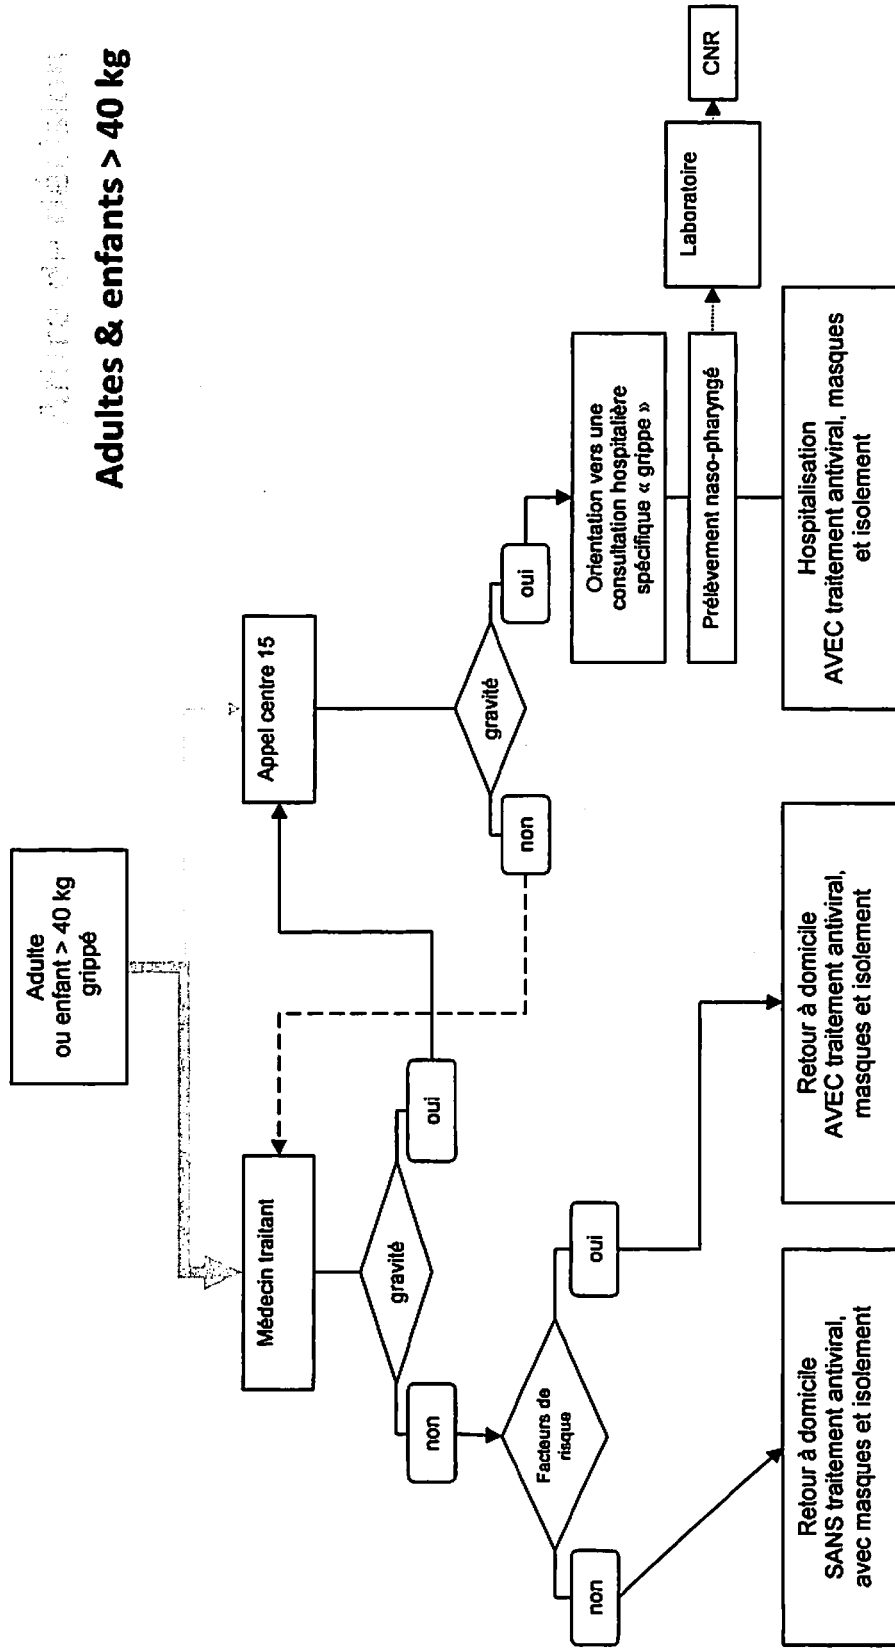 Arbre de décision
Adultes & enfants > 40 kg
Adulte
ou enfant > 40 kg
grippé
Médecin traitant
Appel centre 15
gravité
non
oui
gravité
non
oui
Facteurs de
risque
non
oui
Orientation vers une
consultation hospitalière
spécifique « grippe »
Prélèvement naso-pharyngé
Laboratoire
CNR
Retour à domicile
SANS traitement antiviral,
avec masques et isolement
Retour à domicile
AVEC traitement antiviral,
masques et isolement
Hospitalisation
AVEC traitement antiviral, masques
et isolement